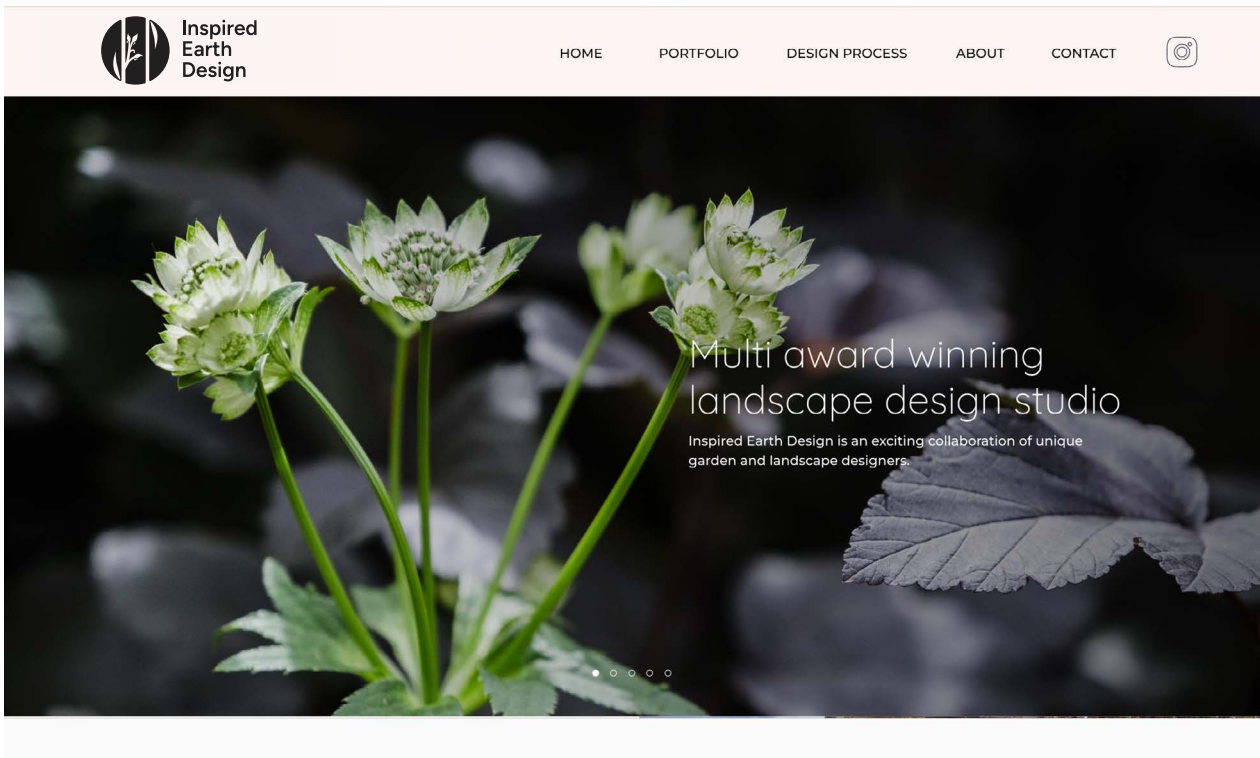 Inspired
Earth
Design
HOME PORTFOLIO DESIGN PROCESS ABOUT CONTACT
Multi award winning
landscape design studio
Inspired Earth Design is an exciting collaboration of unique
garden and landscape designers.